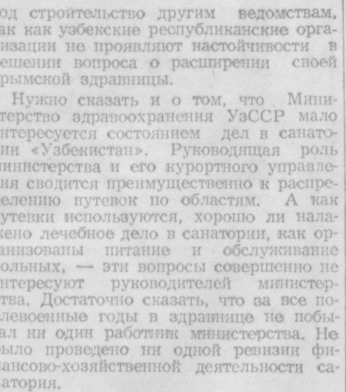 од строительство другим ведомствам,
ак как узбекские республиканские орга-
изации не проявляют настойчивости в
ешении вопроса о расширении своей
рымской здравницы.
Нужно сказать и о том, что Мини-
терство здравоохранения УзССР мало
нтересуется состоянием дел в санато-
ии «Узбекистан». Руководящая роль
министерства и его курортного управле-
ия сводится преимущественно к распре-
елению путевок по областям. А как
утевки используются, хорошо ли нала-
жено лечебное дело в санатории, как ор-
анизованы питание и обслуживание
ольных, — эти вопросы совершенно не
нтересуют руководителей министер-
тва. Достаточно сказать, что за все по-
левоенные годы в здравнице не побы-
ал ни один работник министерства. Не
ыло проведено ни одной ревизии фи-
ансово-хозяйственной деятельности са-
атория.